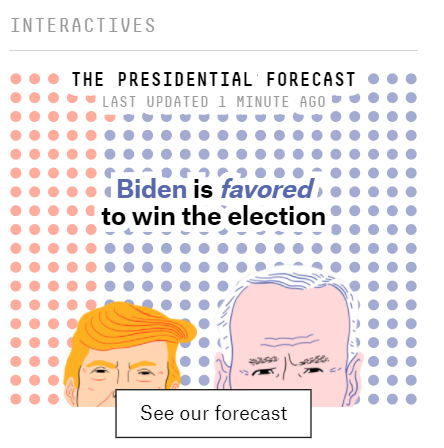 INTERACTIVES
THE PRESIDENTIAL FORECAST
LAST UPDATED 1 MINUTE AGO
Biden is favored
to win the election
See our forecast